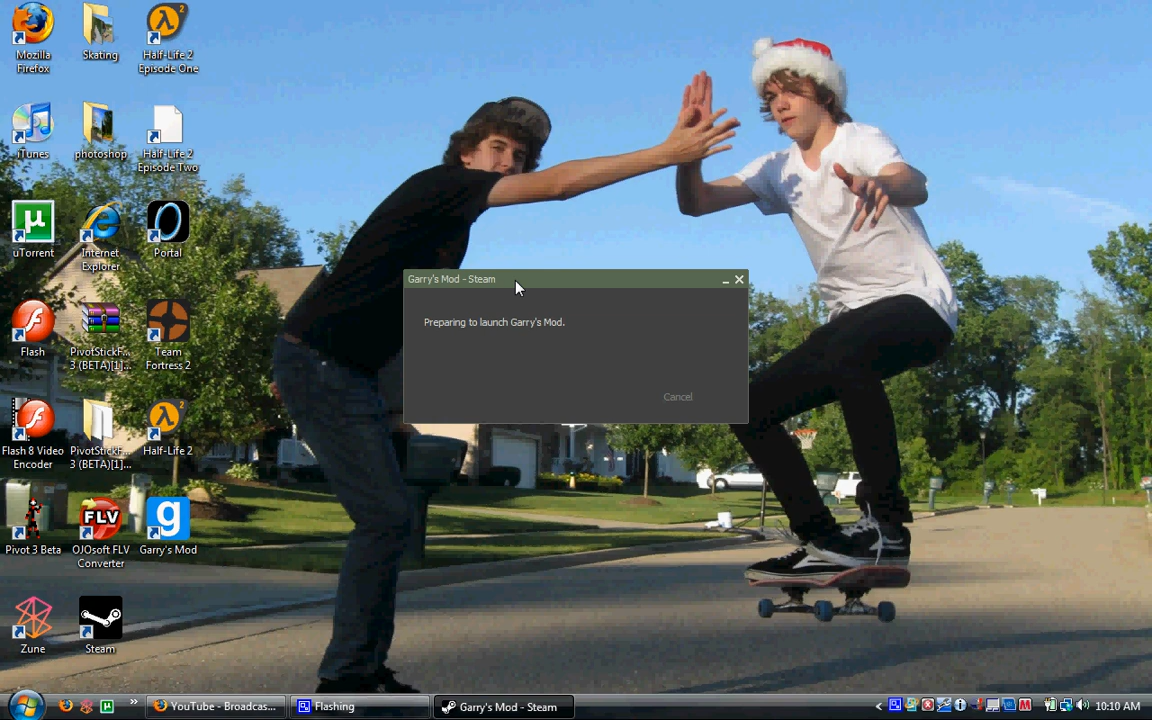 Mozilla
Firefox
Skating
Half-Life 2
Episode One
iTunes
photoshop
Half-Life 2
Episode Two
µ
uTorrent
Internet
Explorer
Portal
Flash
PivotStickF...
3 (BETA)[1]...
Team
Fortress 2
Flash 8 Video
Encoder
PivotStickF...
3 (BETA)[1]...
Half-Life 2
Pivot 3 Beta
FLV
OJOsoft FLV
Converter
g
Garry's Mod
Zune
Steam
Garry's Mod - Steam
Preparing to launch Garry's Mod.
Cancel
YouTube - Broadcas...
Flashing
Garry's Mod - Steam
10:10 AM